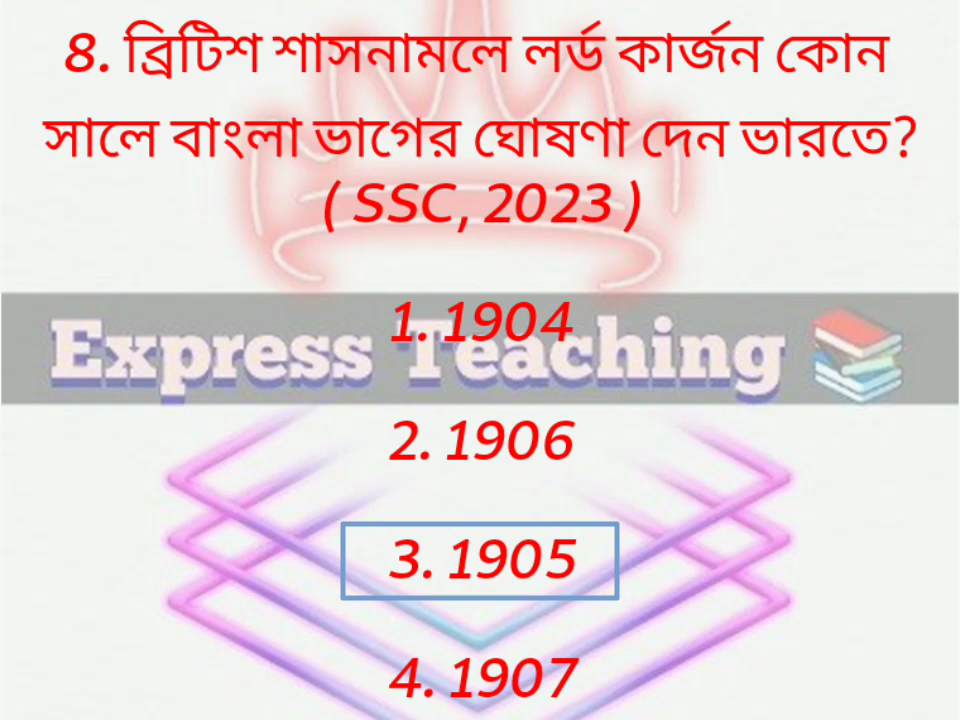 8. ব্রিটিশ শাসনামলে লর্ড কার্জন কোন
সালে বাংলা ভাগের ঘোষণা দেন ভারতে?
( SSC, 2023 )
1. 1904
Express Teaching
2. 1906
3. 1905
4. 1907